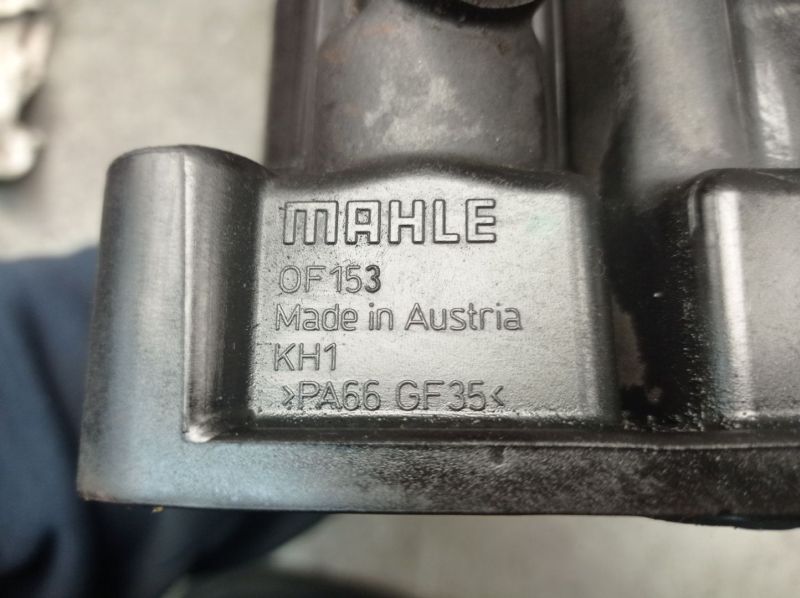 MAHLE
OF153
Made in Austria
KH1
>PA66 GF35<